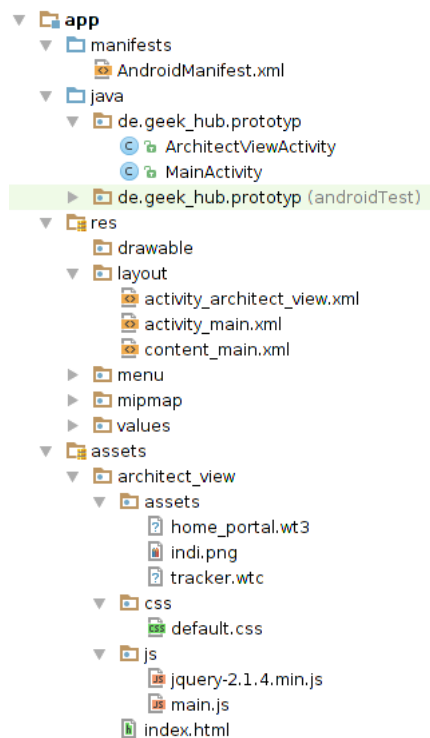 app
manifests
AndroidManifest.xml
java
de.geek_hub.prototyp
ArchitectViewActivity
MainActivity
de.geek_hub.prototyp (androidTest)
res
drawable
layout
activity_architect_view.xml
activity_main.xml
content_main.xml
menu
mipmap
values
assets
architect_view
assets
home_portal.wt3
indi.png
tracker.wtc
css
default.css
js
jquery-2.1.4.min.js
main.js
index.html